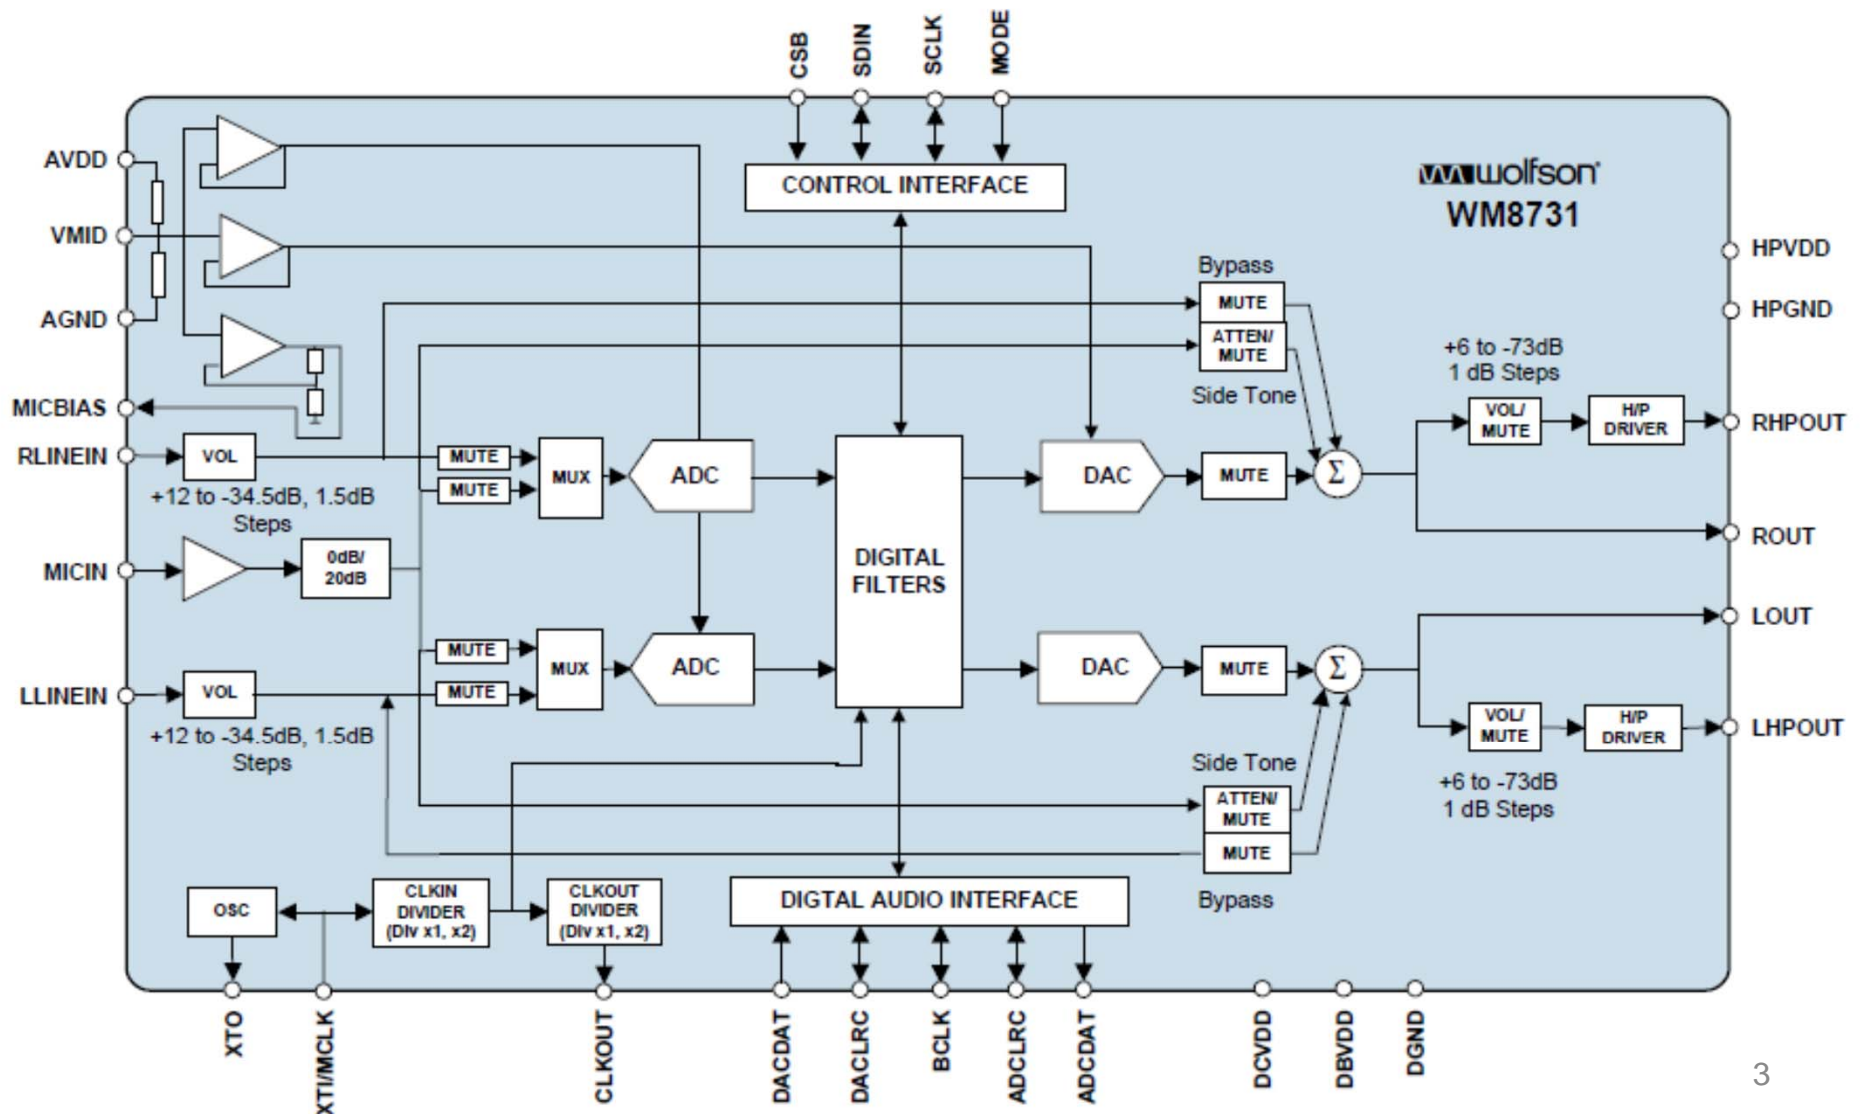 CSB
SDIN
SCLK
MODE
AVDD
VMID
AGND
MICBIAS
RLINEIN
MICIN
LLINEIN
CONTROL INTERFACE
wolfson
WM8731
HPVDD
HPGND
RHPOUT
ROUT
LOUT
LHPOUT
Bypass
MUTE
ATTEN/
MUTE
Side Tone
+6 to -73dB
1 dB Steps
VOL/
MUTE
H/P
DRIVER
VOL
+12 to -34.5dB, 1.5dB
Steps
MUTE
MUTE
MUX
ADC
DIGITAL
FILTERS
DAC
MUTE
Σ
0dB/
20dB
MUTE
MUTE
MUX
ADC
DAC
MUTE
Σ
VOL
+12 to -34.5dB, 1.5dB
Steps
VOL/
MUTE
H/P
DRIVER
+6 to -73dB
1 dB Steps
Side Tone
ATTEN/
MUTE
MUTE
Bypass
OSC
CLKIN
DIVIDER
(Div x1, x2)
CLKOUT
DIVIDER
(Div x1, x2)
DIGTAL AUDIO INTERFACE
XTO
XTI/MCLK
CLKOUT
DACDAT
DACLRC
BCLK
ADCLRC
ADCDAT
DCVDD
DBVDD
DGND
3